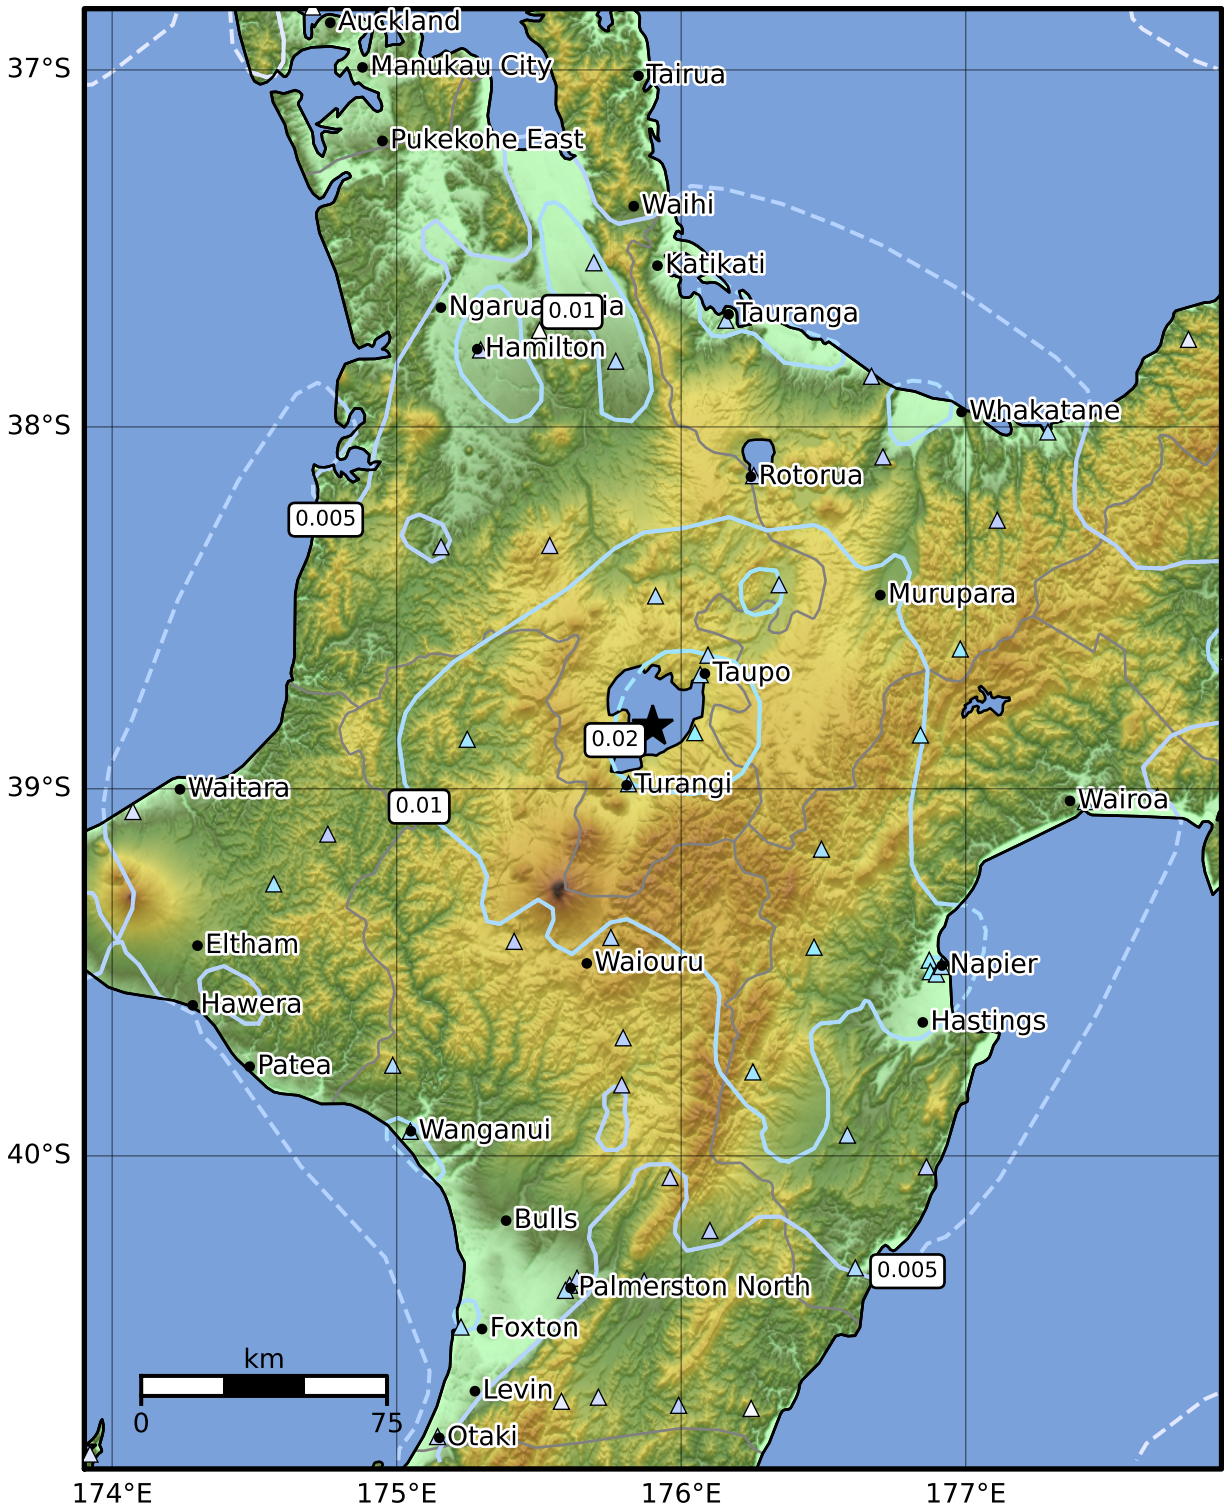 Auckland
Manukau City
37°S
Tairua
Pukekohe East
Waihi
Katikati
Ngarua ia
0.01
Tauranga
Hamilton
Whakatane
38°S
Rotorua
0.005
Murupara
Taupo
0.02
Turangi
39°S
Waitara
0.01
Wairoa
Eltham
Waiouru
Napier
Hawera
Hastings
Patea
Wanganui
40°S
Bulls
0.005
Palmerston North
Foxton
km
Levin
0 75
Otaki
174°E 175°E 176°E 177°E